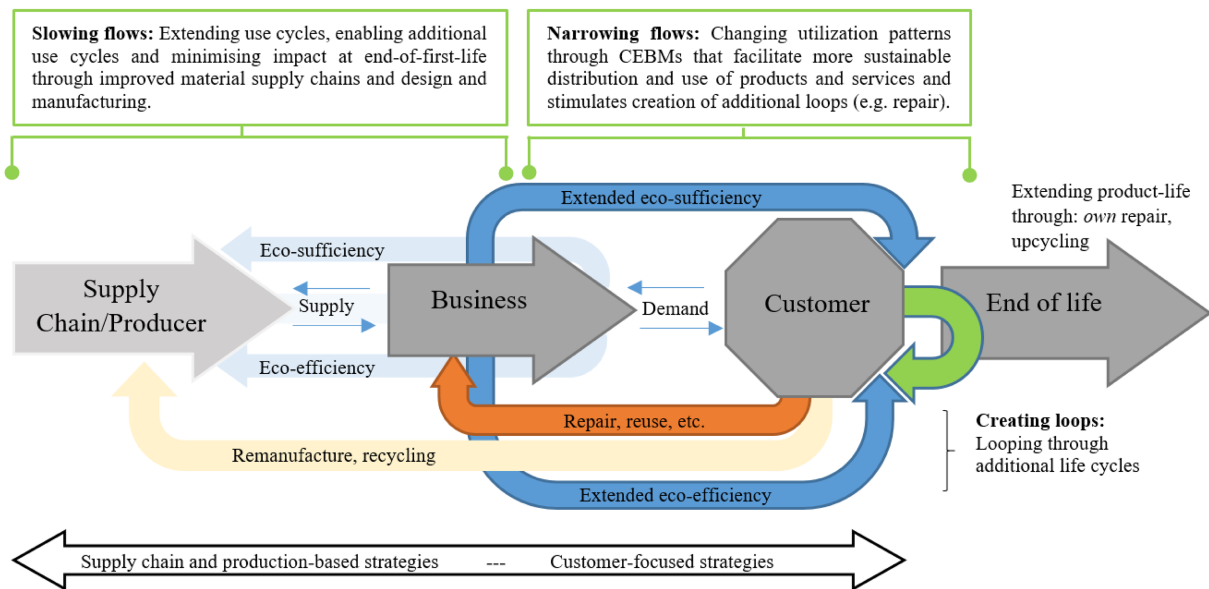 Slowing flows: Extending use cycles, enabling additional
use cycles and minimising impact at end-of-first-life
through improved material supply chains and design and
manufacturing.
Narrowing flows: Changing utilization patterns
through CEBMs that facilitate more sustainable
distribution and use of products and services and
stimulates creation of additional loops (e.g. repair).
Extended eco-sufficiency
Extending product-life
through: own repair,
upcycling
Eco-sufficiency
Supply
Chain/Producer
Supply
Business
Demand
Customer
End of life
Eco-efficiency
Repair, reuse, etc.
Remanufacture, recycling
Extended eco-efficiency
Creating loops:
Looping through
additional life cycles
Supply chain and production-based strategies --- Customer-focused strategies